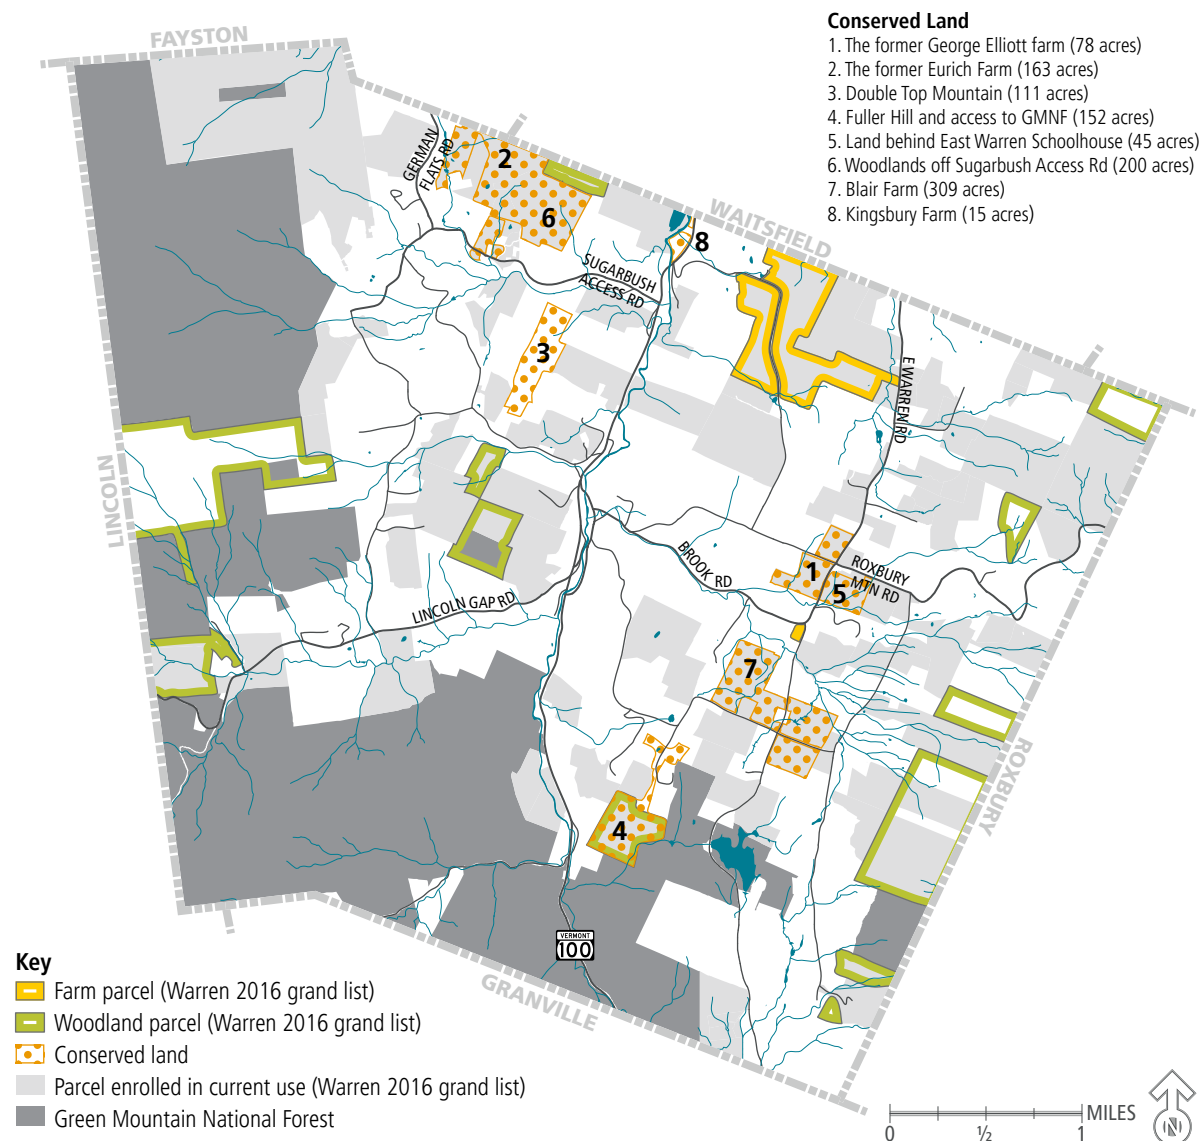 FAYSTON
Conserved Land
1. The former George Elliott farm (78 acres)
2. The former Eurich Farm (163 acres)
3. Double Top Mountain (111 acres)
4. Fuller Hill and access to GMNF (152 acres)
5. Land behind East Warren Schoolhouse (45 acres)
6. Woodlands off Sugarbush Access Rd (200 acres)
7. Blair Farm (309 acres)
8. Kingsbury Farm (15 acres)
GERMAN
FLATS RD
2
6
WAITSFIELD
8
SUGARBUSH
ACCESS RD
3
E WARREN RD
LINCOLN
BROOK RD
ROXBURY
MTN RD
1
5
LINCOLN GAP RD
7
ROXBURY
4
VERMONT
100
GRANVILLE
Key
Farm parcel (Warren 2016 grand list)
Woodland parcel (Warren 2016 grand list)
Conserved land
Parcel enrolled in current use (Warren 2016 grand list)
Green Mountain National Forest
MILES
0 ½ 1
N